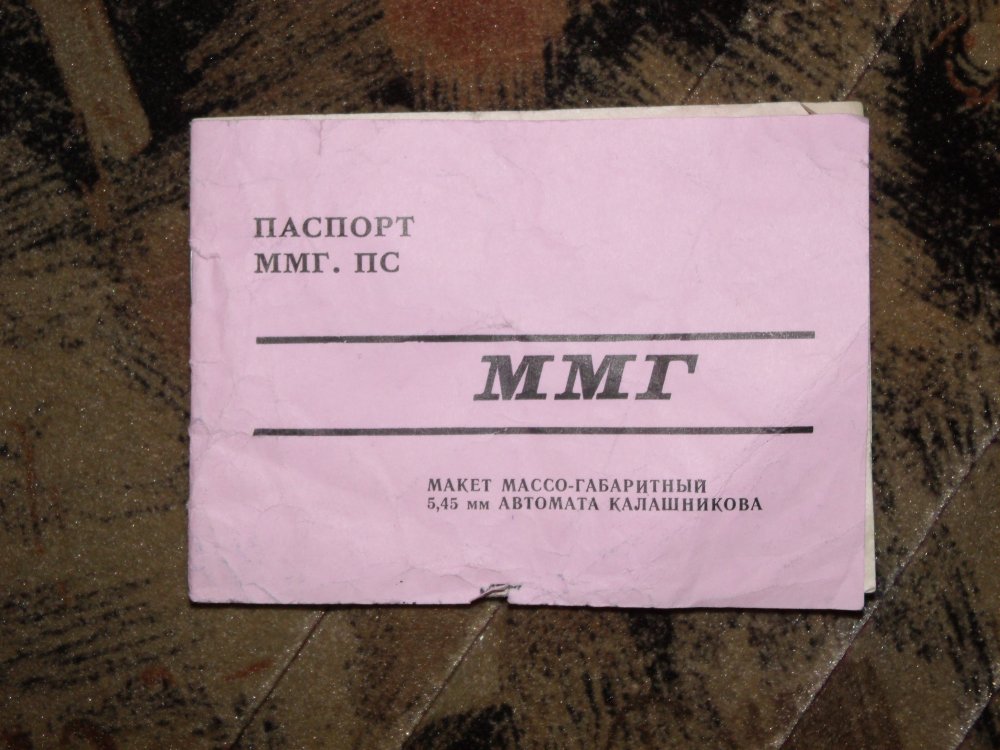 ПАСПОРТ
ММГ. ПС
ММГ
МАКЕТ МАССО-ГАБАРИТНЫЙ
5,45 мм АВТОМАТА КАЛАШНИКОВА